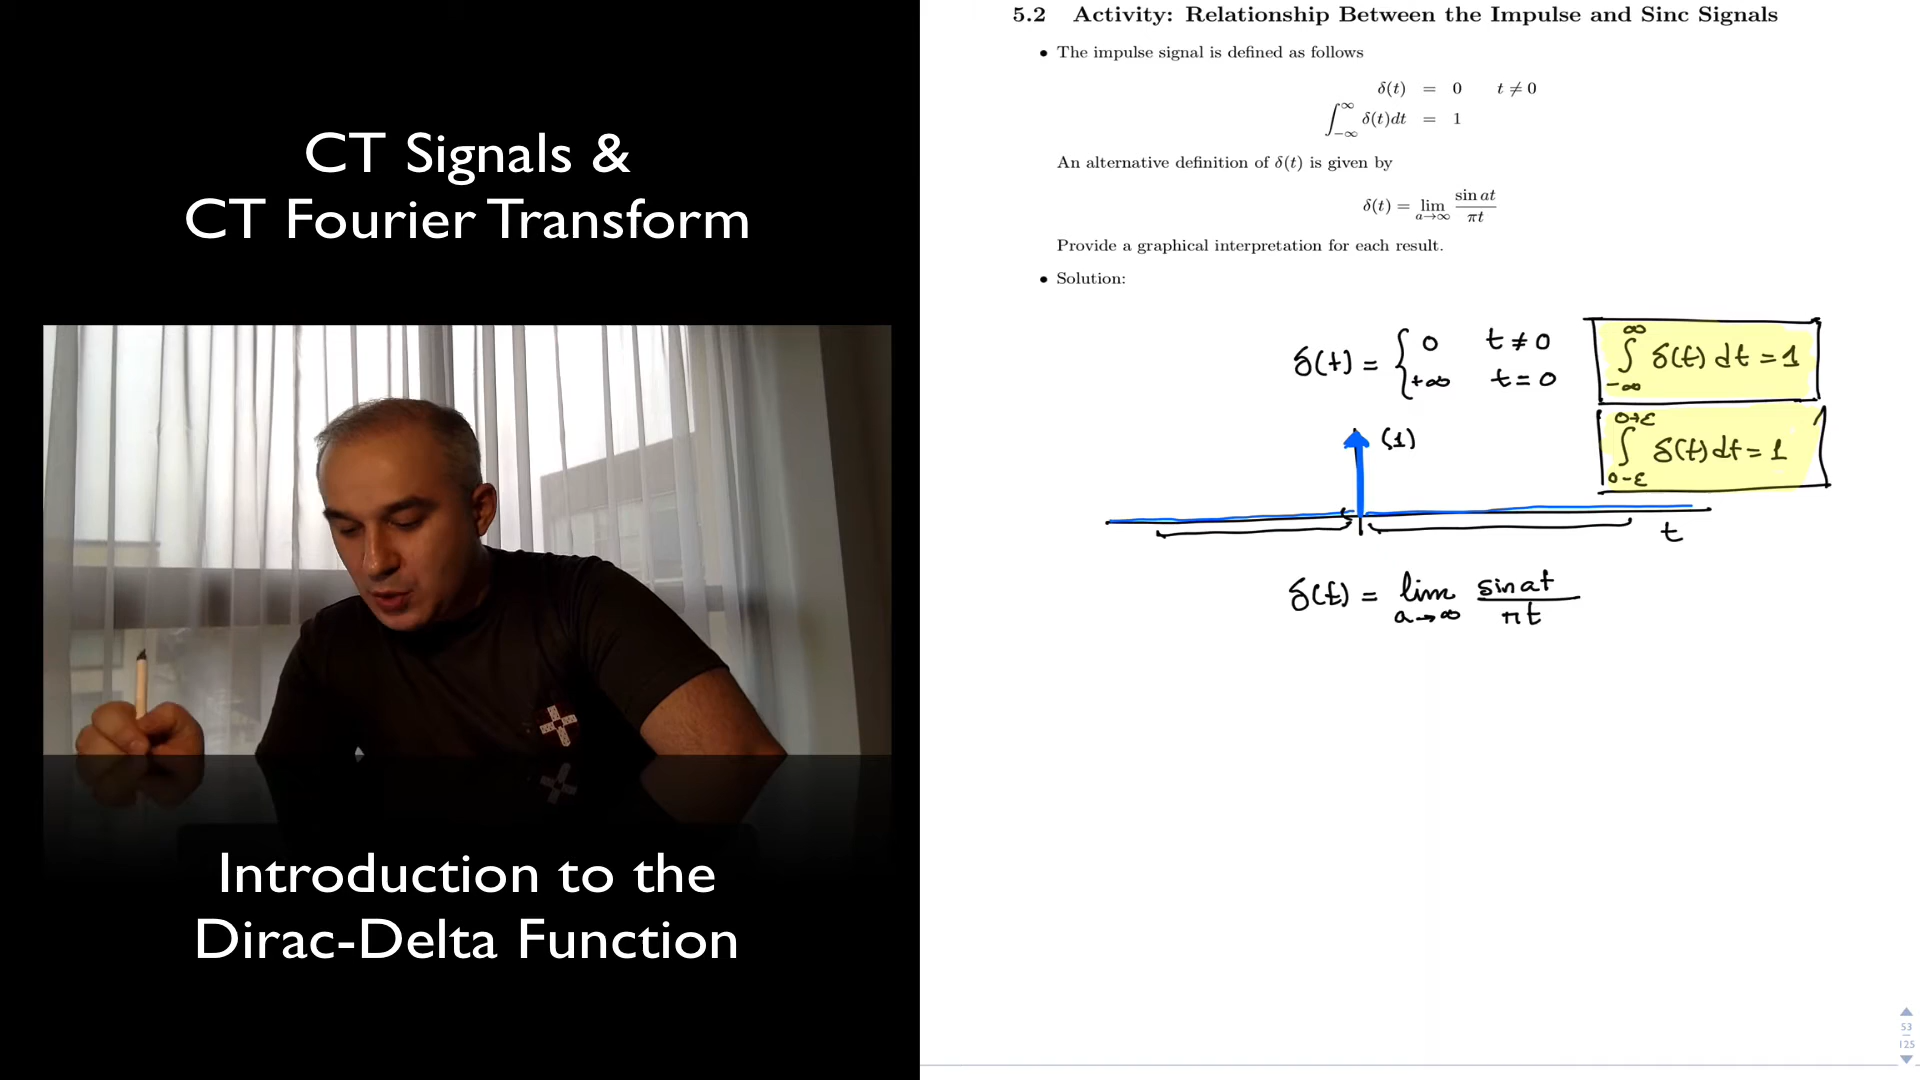 CT Signals &
CT Fourier Transform
Introduction to the
Dirac-Delta Function
5.2 Activity: Relationship Between the Impulse and Sinc Signals
• The impulse signal is defined as follows
δ(t) = 0 t ≠ 0
∫_{-∞}^{∞} δ(t)dt = 1
An alternative definition of δ(t) is given by
δ(t) = lim_{a→∞} sin at / πt
Provide a graphical interpretation for each result.
• Solution:
δ(t) = { 0 t ≠ 0
+∞ t = 0
∫_{-∞}^{∞} δ(t) dt = 1
∫_{0-ε}^{0+ε} δ(t) dt = 1
(1)
t
δ(t) = lim_{a→∞} sin at / πt
53
125